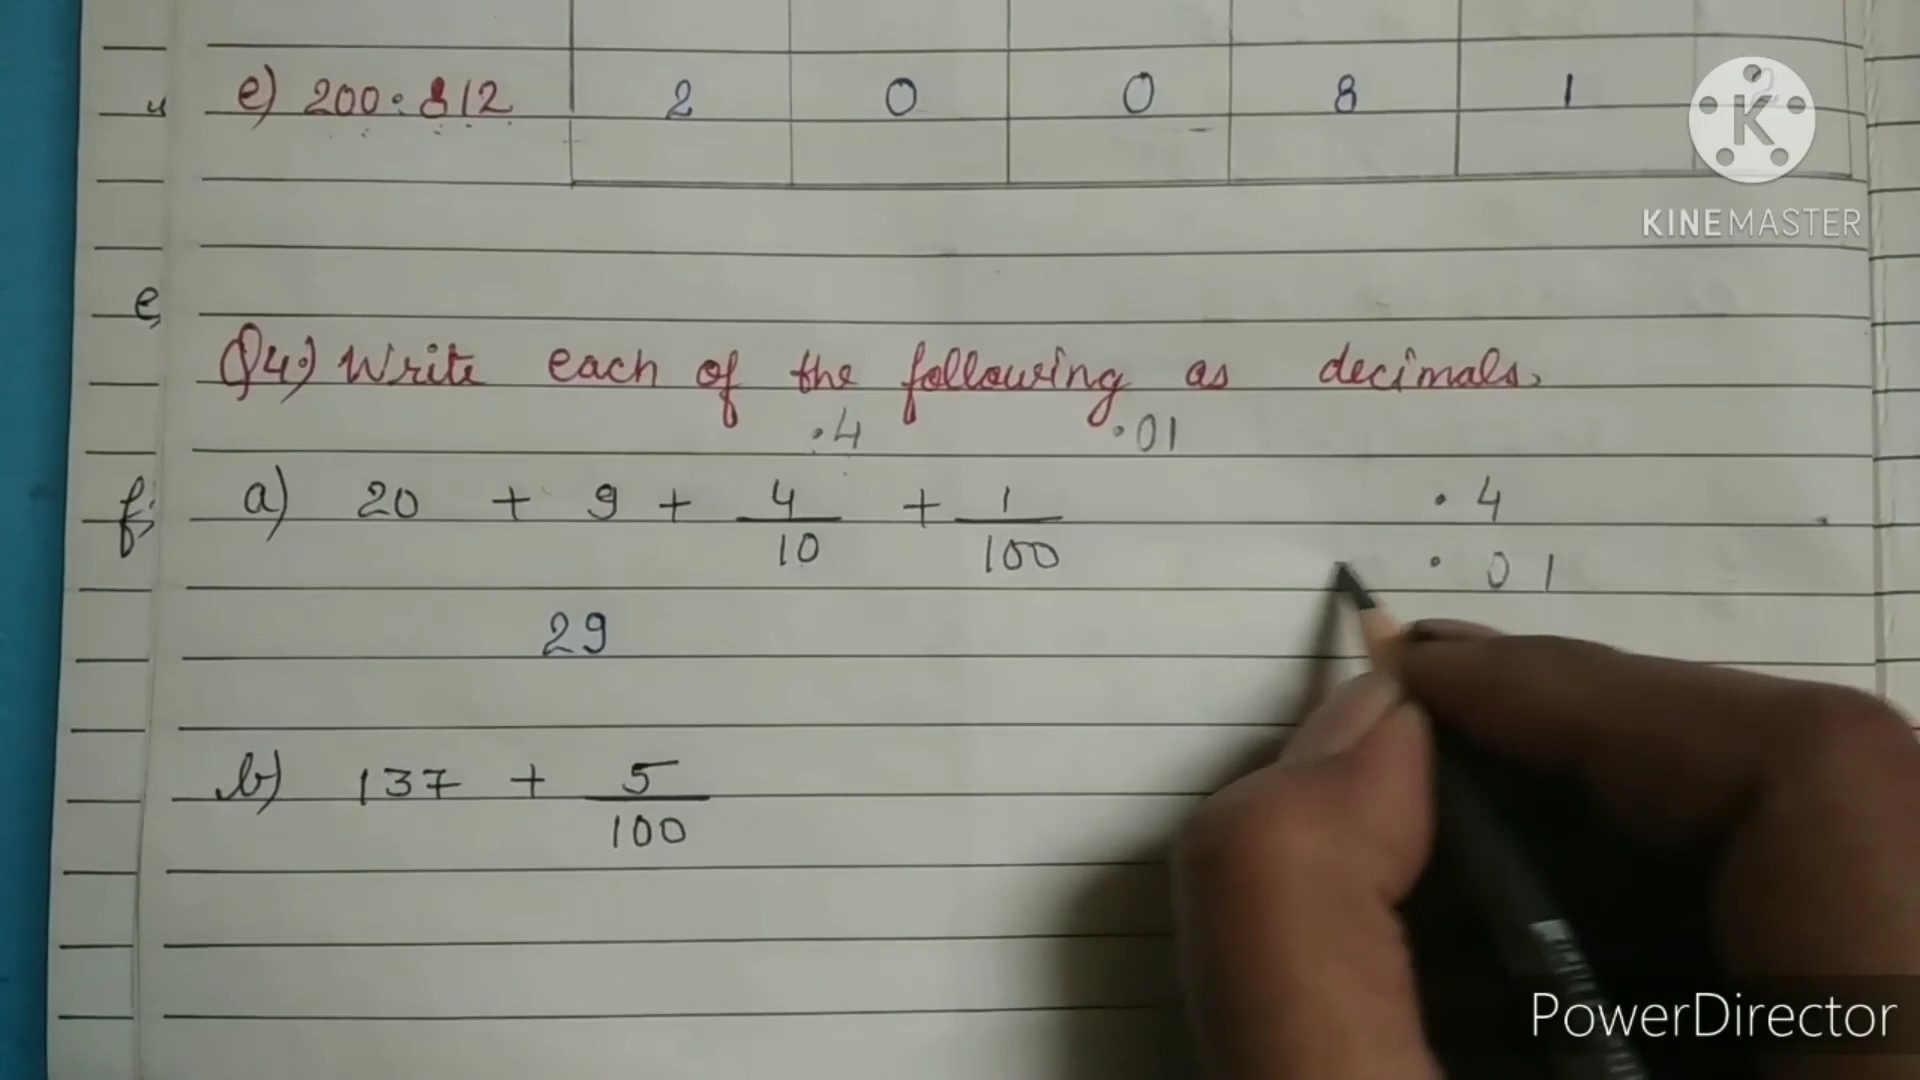 e) 200.812 2 0 0 8 1 2
K
KINEMASTER
e,
Q4.) Write each of the following as decimals.
.4 .01
f,
a) 20 + 9 + 4/10 + 1/100 .4
.01
29
b) 137 + 5/100
PowerDirector